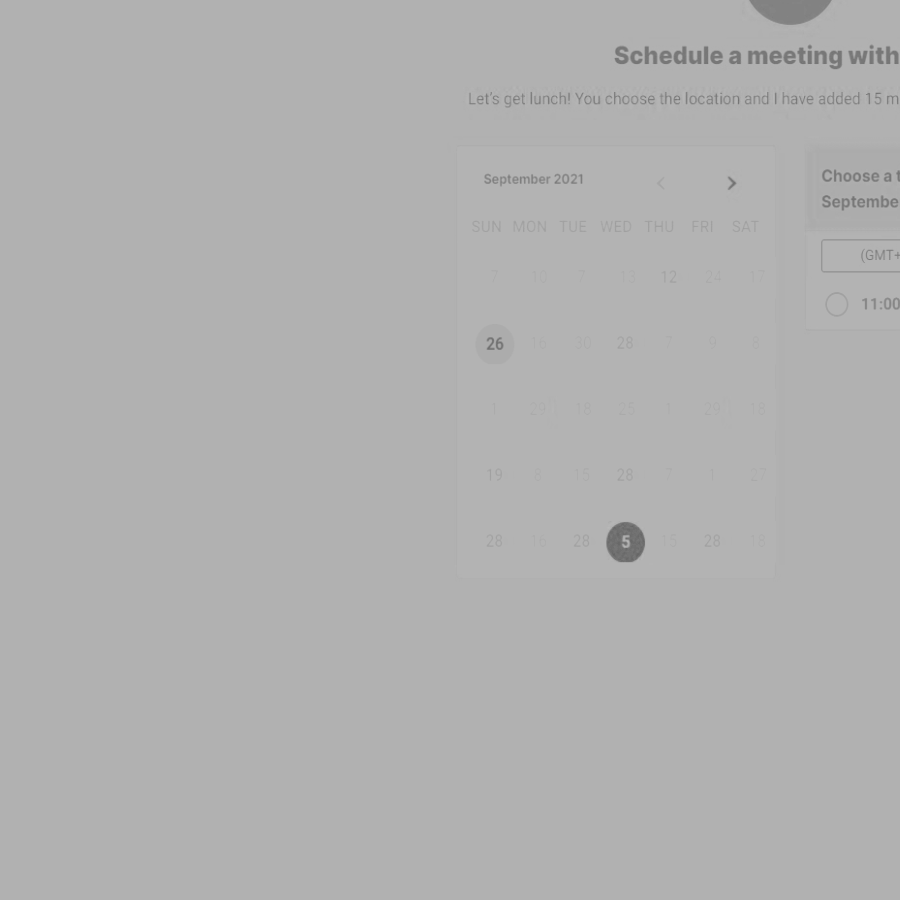 Schedule a meeting with
Let's get lunch! You choose the location and I have added 15 m
September 2021
SUN MON TUE WED THU FRI SAT
7 10 7 13 12 24 17
26 16 30 28 7 9 8
1 29 18 25 1 29 18
19 8 15 28 7 1 27
28 16 28 5 15 28 18
Choose a t
Septembe
(GMT+
11:00